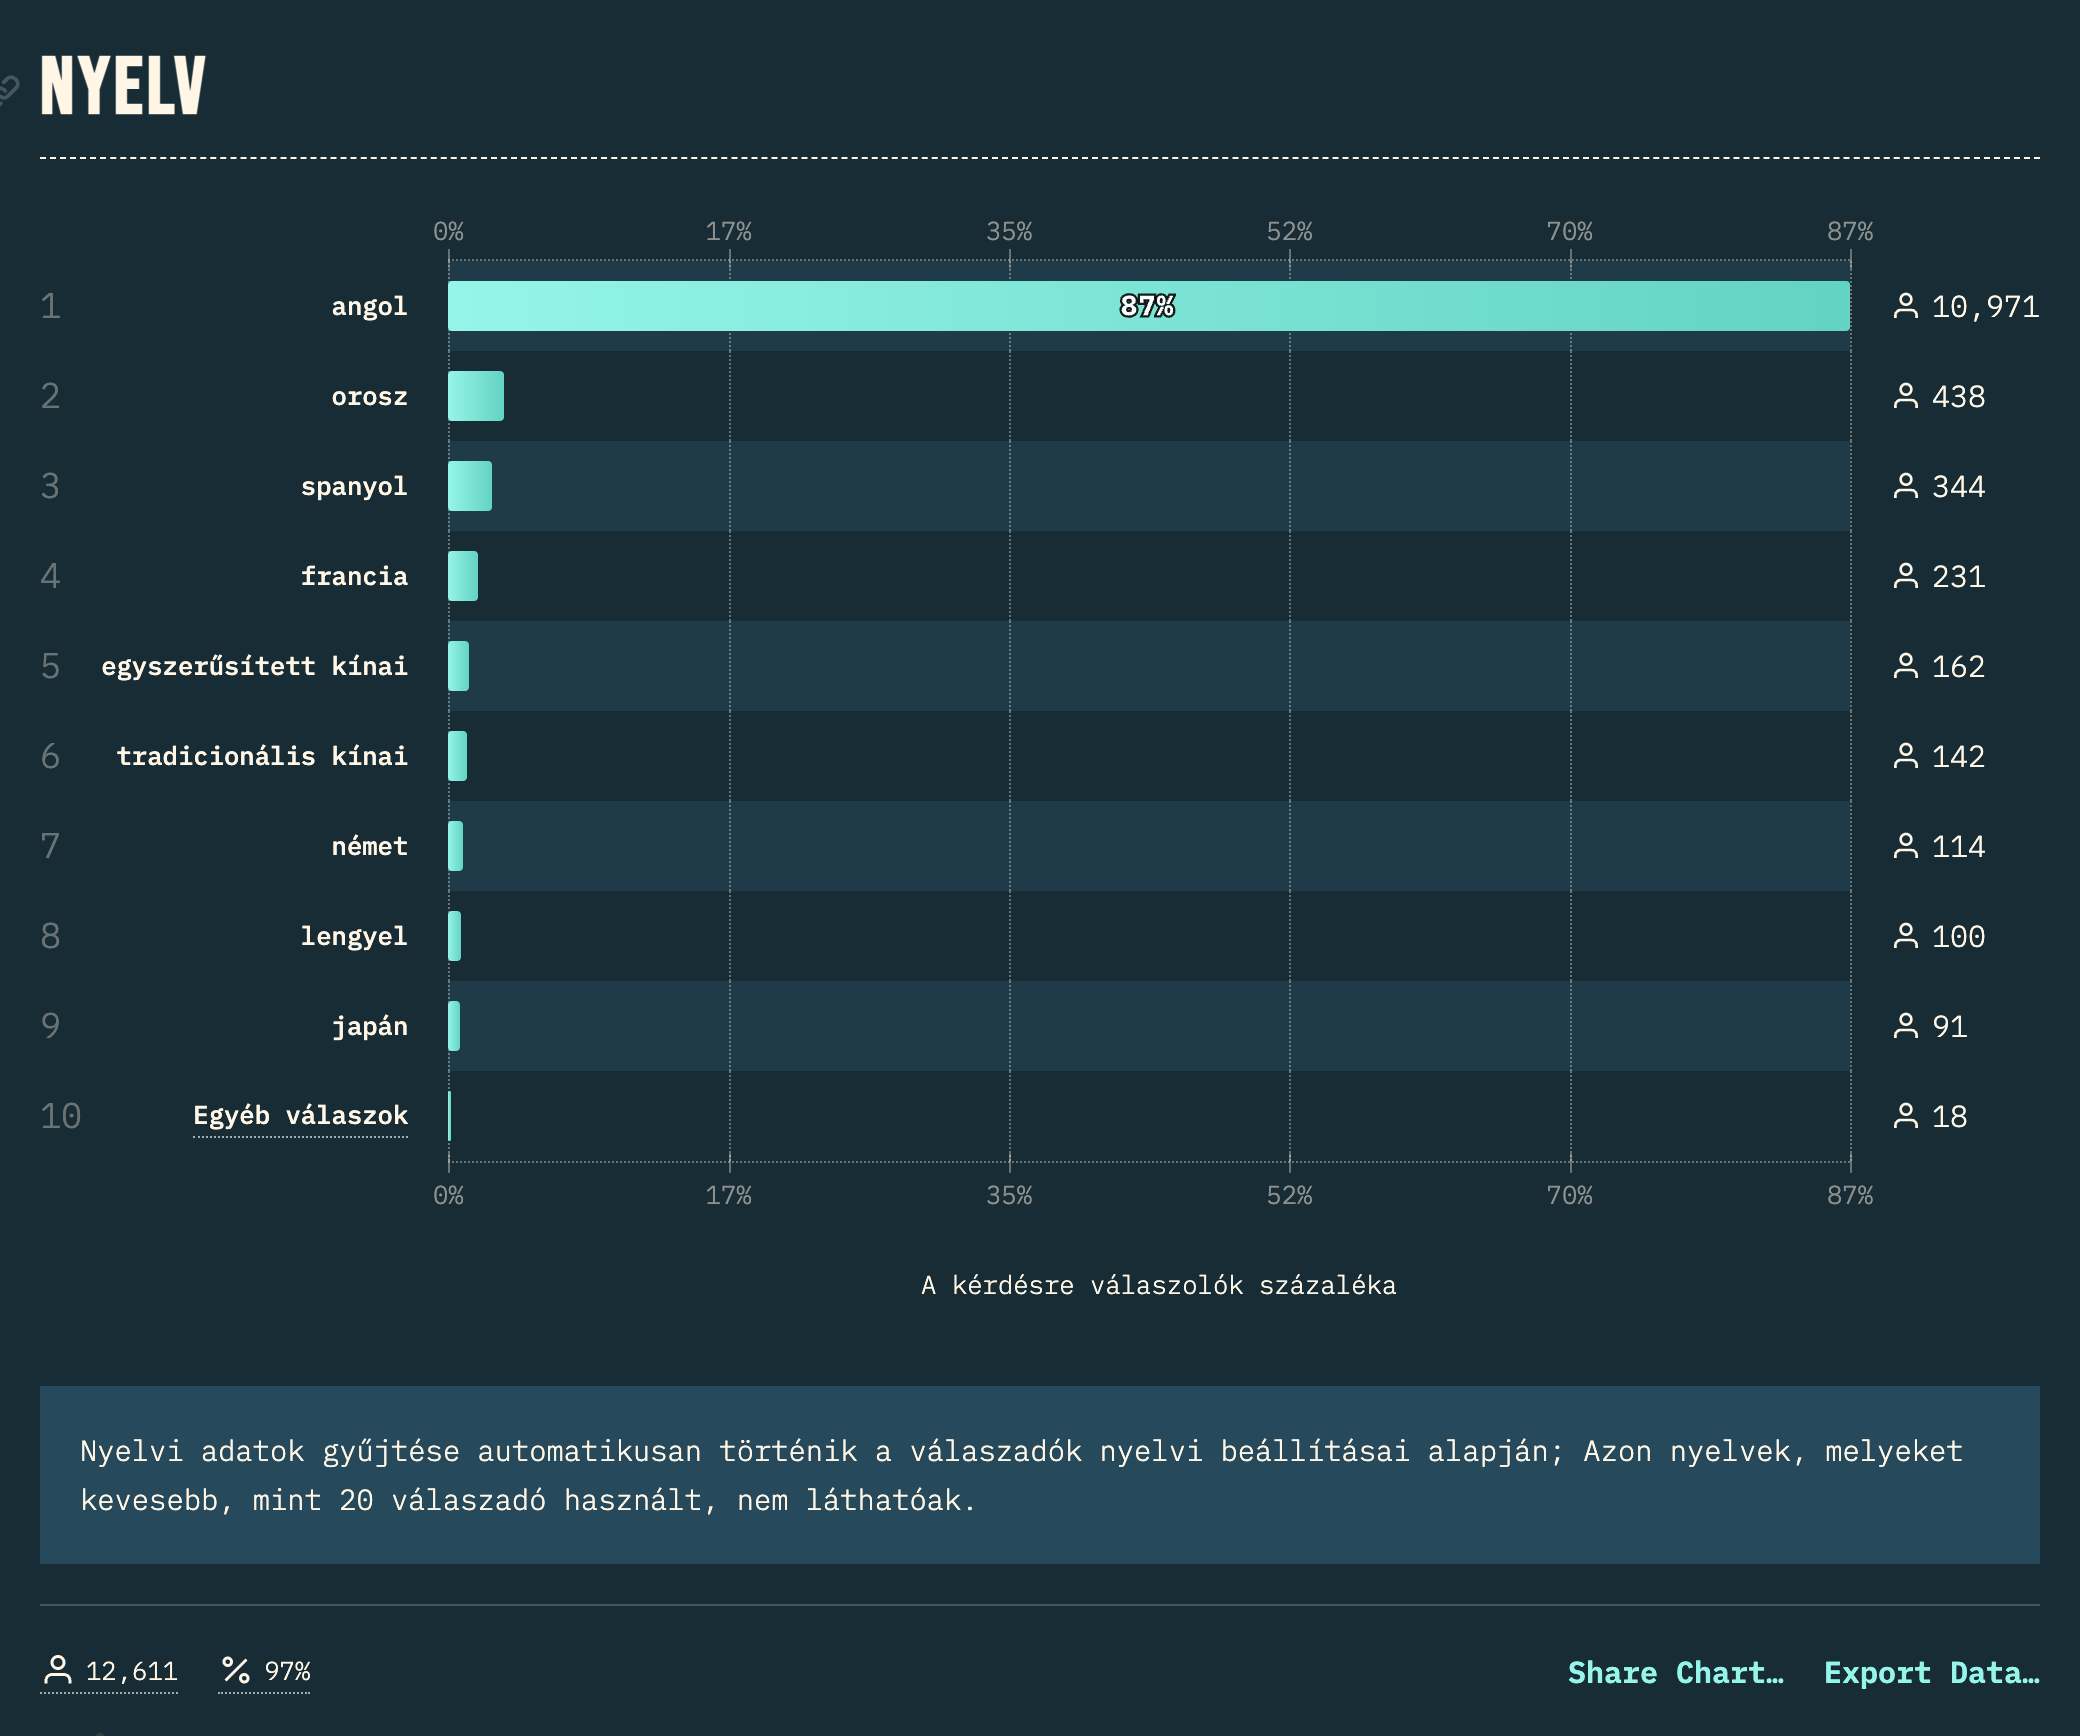 NYELV
0% 17% 35% 52% 70% 87%
1 angol 87% 10,971
2 orosz 438
3 spanyol 344
4 francia 231
5 egyszerűsített kínai 162
6 tradicionális kínai 142
7 német 114
8 lengyel 100
9 japán 91
10 Egyéb válaszok 18
0% 17% 35% 52% 70% 87%
A kérdésre válaszolók százaléka
Nyelvi adatok gyűjtése automatikusan történik a válaszadók nyelvi beállításai alapján; Azon nyelvek, melyeket
kevesebb, mint 20 válaszadó használt, nem láthatóak.
12,611 97% Share Chart… Export Data…